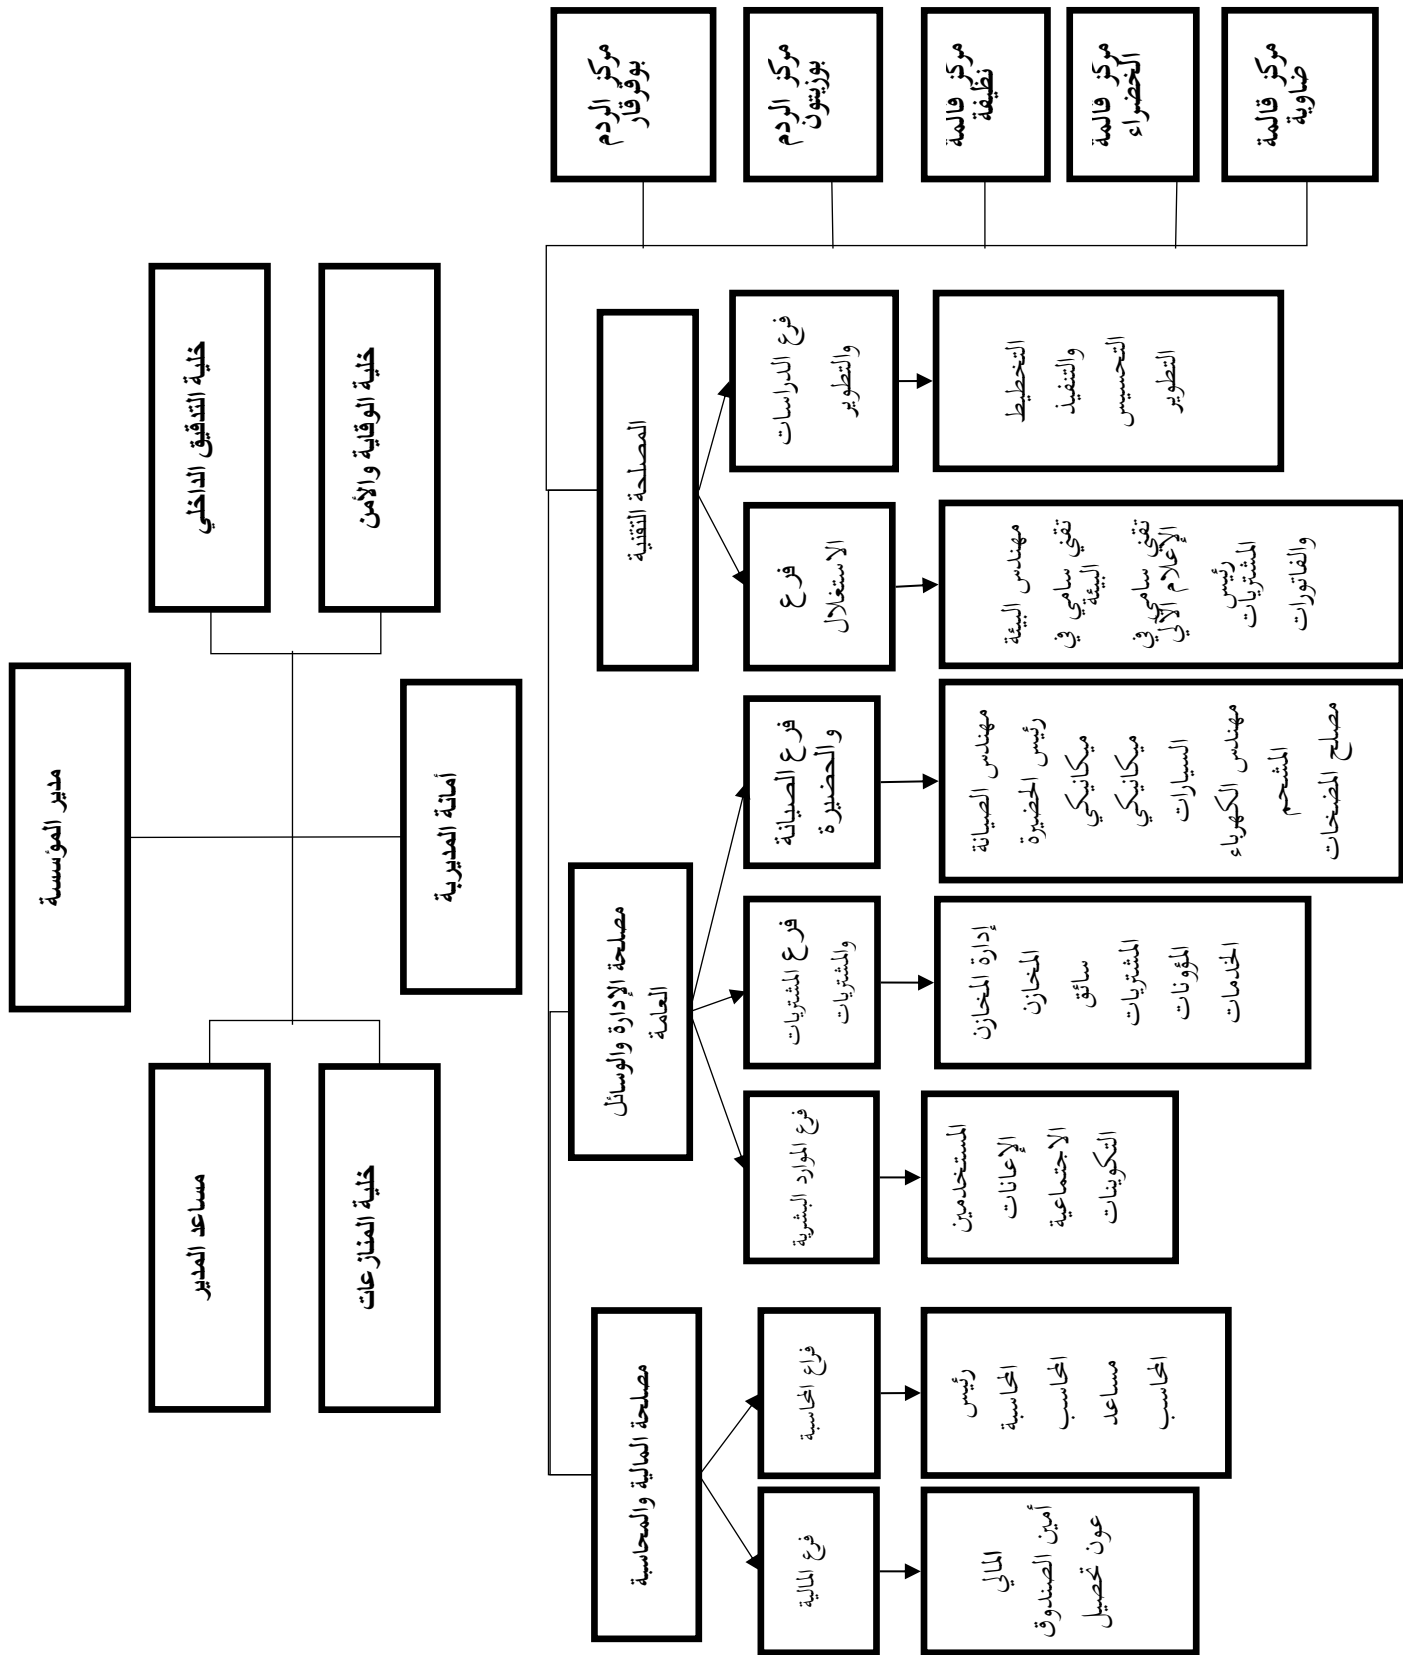 مدير المؤسسة
خلية التدقيق الداخلي
مساعد المدير
خلية الوقاية والأمن
خلية المنازعات
أمانة المديرية
المصلحة التقنية
مصلحة الإدارة والوسائل
العامة
مصلحة المالية والمحاسبة
مركز الردم
بوقرقار
مركز الردم
بوزيتون
مركز قالمة
نظيفة
مركز قالمة
الخضراء
مركز قالمة
ضاوية
فرع الدراسات
والتطوير
فرع
الاستغلال
فرع الصيانة
و الحضيرة
فرع المشتريات
والمشتريات
فرع الموارد البشرية
فراع المحاسبة
فرع المالية
التخطيط
والتنفيذ
التحسيس
التطوير
مهندس البيئة
تقني سامي في
البيئة
تقني سامي في
الإعلام الآلي
رئيس
المشتريات
والفاتورات
مهندس الصيانة
رئيس الحضيرة
ميكانيكي
ميكانيكي
السيارات
مهندس الكهرباء
المشحم
مصلح المضخات
إدارة المخازن
المخازن
سائق
المشتريات
المؤونات
الخدمات
المستخدمين
الإعانات
الاجتماعية
التكوينات
رئيس
المحاسبة
المحاسب
مساعد
المحاسب
المالي
أمين الصندوق
عون تحصيل